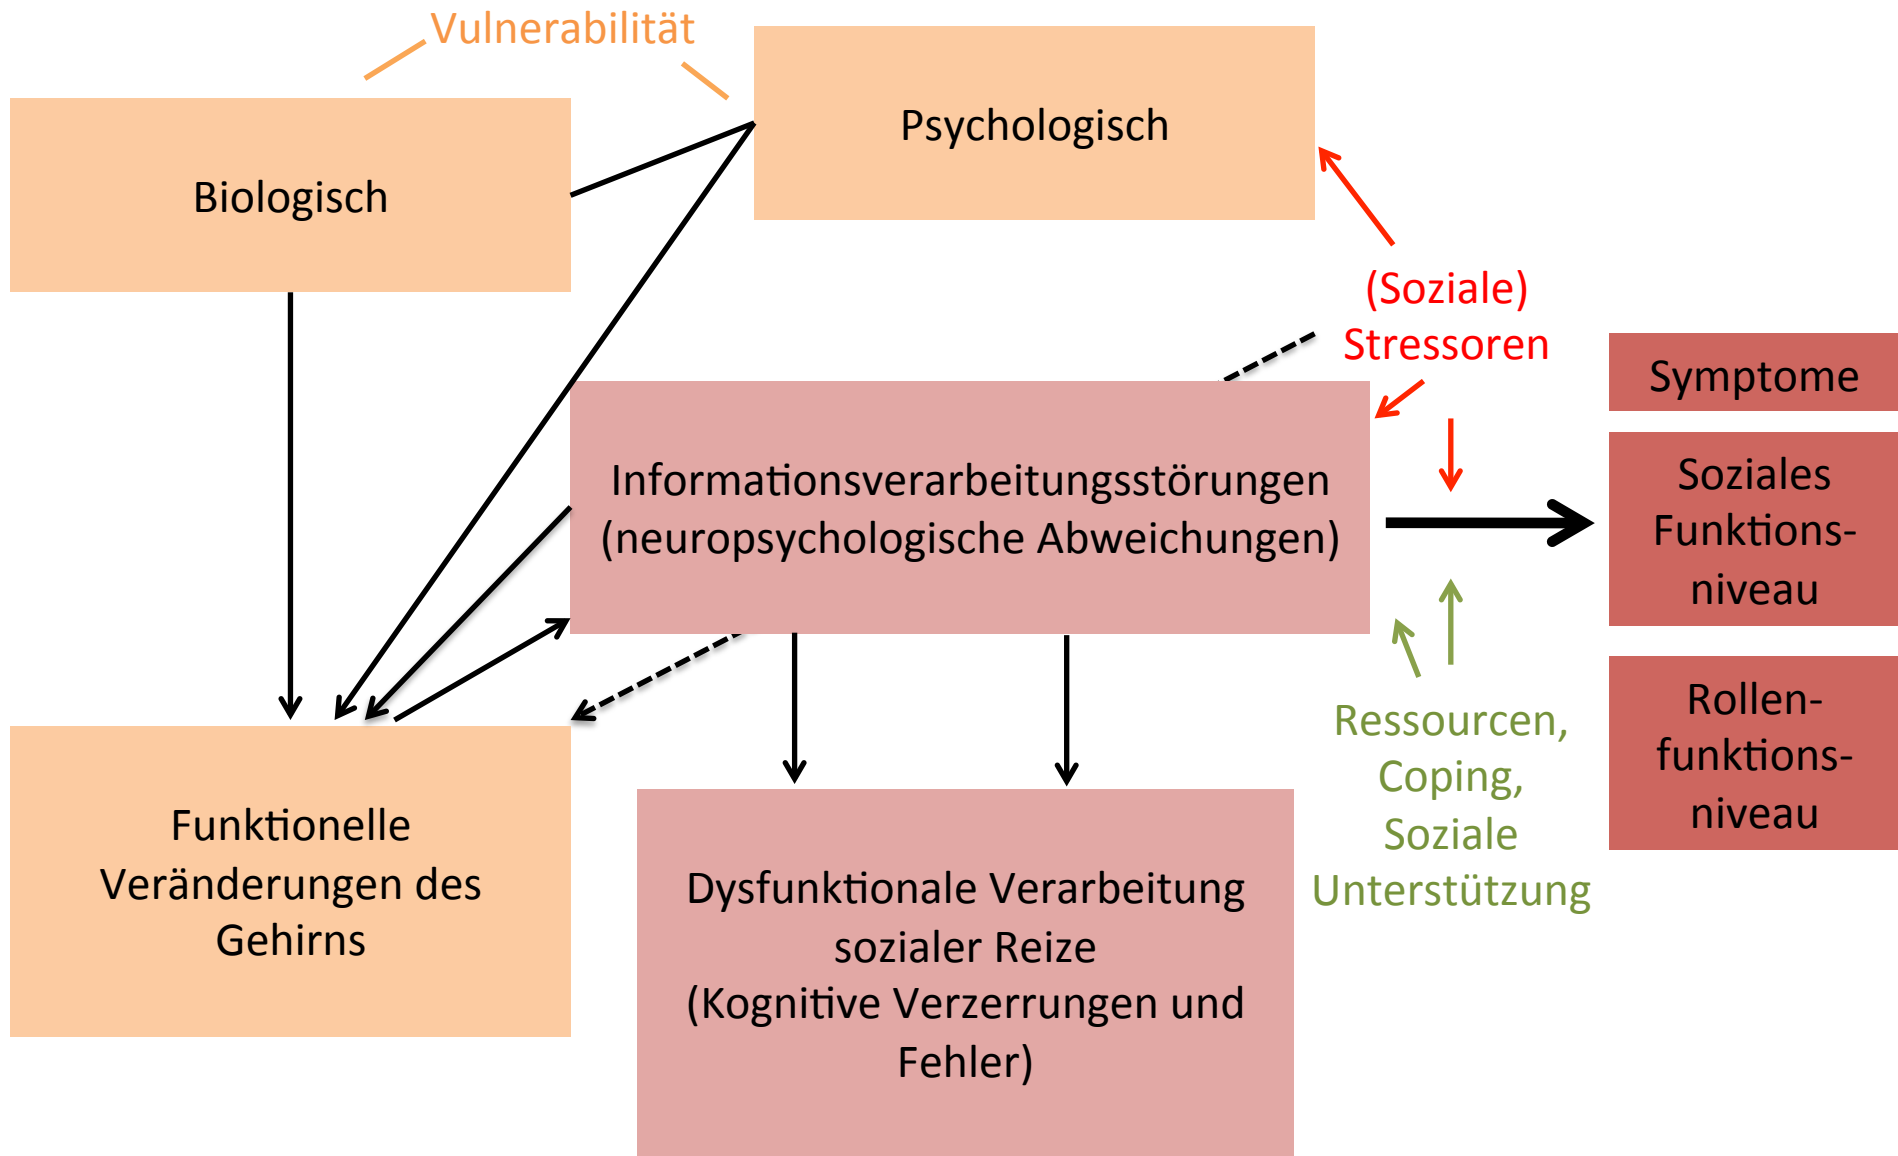 Vulnerabilität
Psychologisch
Biologisch
(Soziale)
Stressoren
Symptome
Informationsverarbeitungsstörungen
(neuropsychologische Abweichungen)
Soziales
Funktions-
niveau
Rollen-
funktions-
niveau
Ressourcen,
Coping,
Soziale
Unterstützung
Funktionelle
Veränderungen des
Gehirns
Dysfunktionale Verarbeitung
sozialer Reize
(Kognitive Verzerrungen und
Fehler)